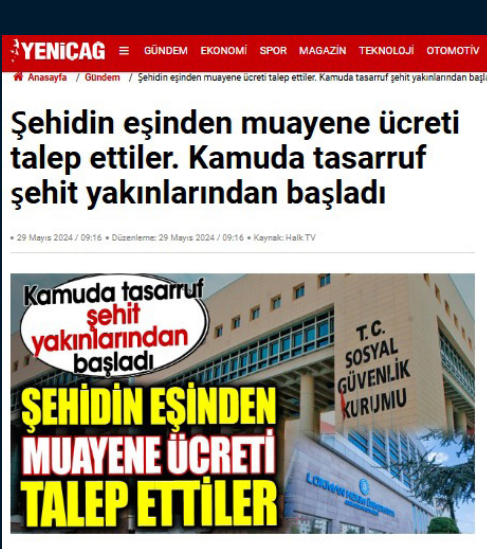 YENİÇAĞ
GÜNDEM EKONOMİ SPOR MAGAZİN TEKNOLOJİ OTOMOTİV
Anasayfa / Gündem / Şehidin eşinden muayene ücreti talep ettiler. Kamuda tasarruf şehit yakınlarından başla
Şehidin eşinden muayene ücreti
talep ettiler. Kamuda tasarruf
şehit yakınlarından başladı
• 29 Mayıs 2024 / 09:16 • Düzenleme: 29 Mayıs 2024 / 09:16 • Kaynak: Halk TV
Kamuda tasarruf
şehit
yakınlarından
başladı
ŞEHİDİN EŞİNDEN
MUAYENE ÜCRETİ
TALEP ETTİLER
T.C.
SOSYAL
GÜVENLİK
KURUMU
LOKMAN HEKİM